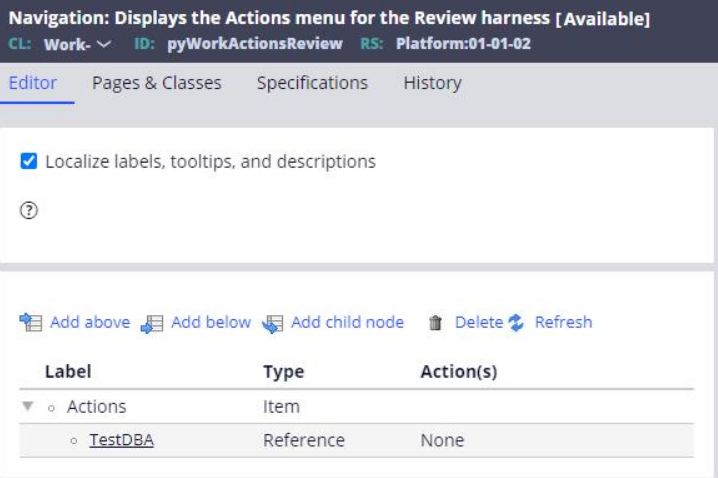 Navigation: Displays the Actions menu for the Review harness [Available]
CL: Work- ID: pyWorkActionsReview RS: Platform:01-01-02
Editor Pages & Classes Specifications History
Localize labels, tooltips, and descriptions
?
Add above Add below Add child node Delete Refresh
Label Type Action(s)
Actions Item
TestDBA Reference None